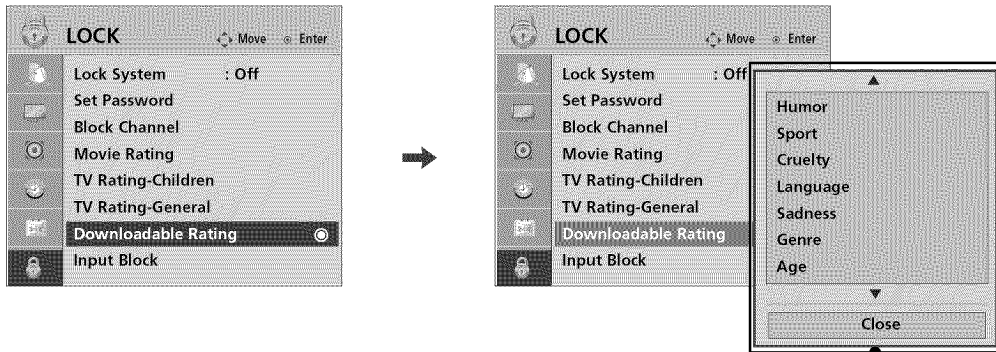 LOCK
Move Enter
Lock System : Off
Set Password
Block Channel
Movie Rating
TV Rating-Children
TV Rating-General
Downloadable Rating
Input Block
LOCK
Move Enter
Lock System : Off
Set Password
Block Channel
Movie Rating
TV Rating-Children
TV Rating-General
Downloadable Rating
Input Block
Humor
Sport
Cruelty
Language
Sadness
Genre
Age
Close